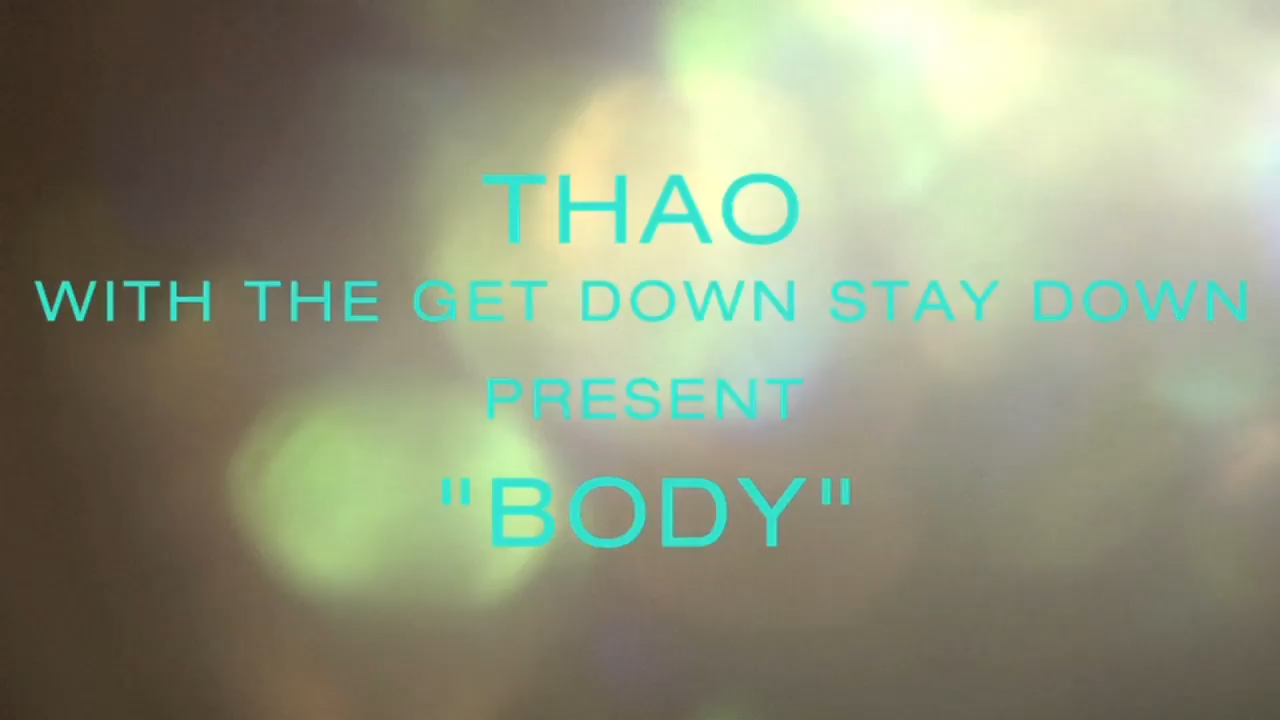 THAO
WITH THE GET DOWN STAY DOWN
PRESENT
"BODY"